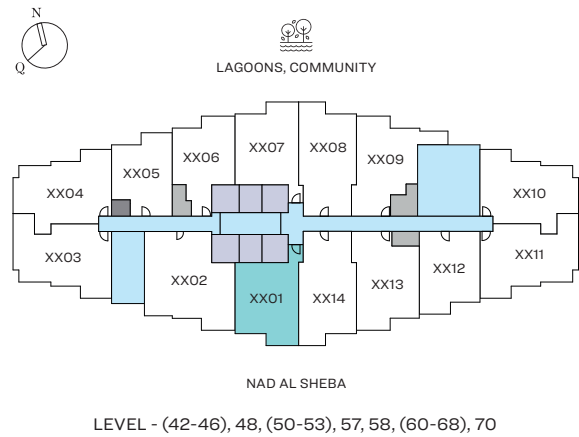 N
Q
LAGOONS, COMMUNITY
XX07 XX08
XX06 XX09
XX05
XX04 XX10
XX03 XX11
XX02 XX12
XX01 XX14 XX13
NAD AL SHEBA
LEVEL - (42-46), 48, (50-53), 57, 58, (60-68), 70